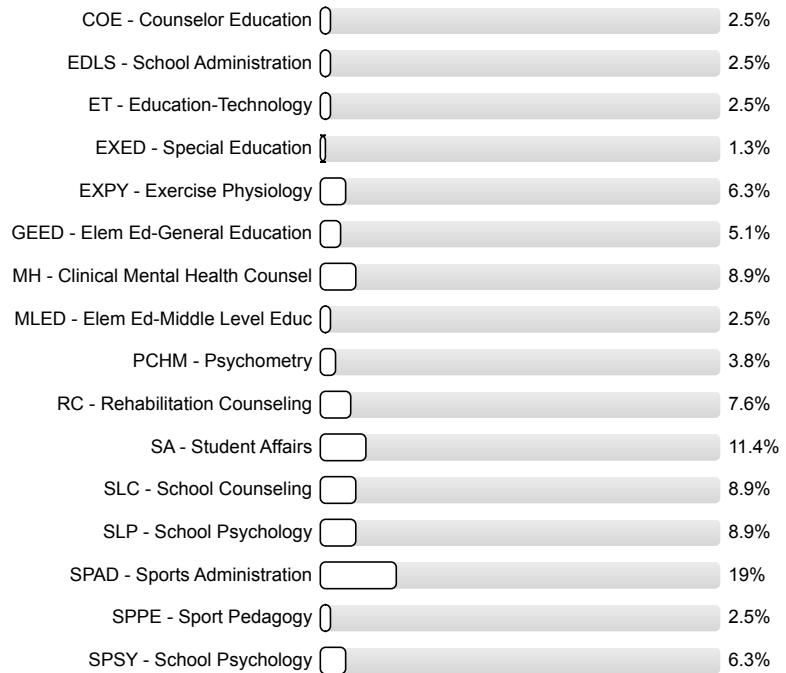 COE - Counselor Education 2.5%
EDLS - School Administration 2.5%
ET - Education-Technology 2.5%
EXED - Special Education 1.3%
EXPY - Exercise Physiology 6.3%
GEED - Elem Ed-General Education 5.1%
MH - Clinical Mental Health Counsel 8.9%
MLED - Elem Ed-Middle Level Educ 2.5%
PCHM - Psychometry 3.8%
RC - Rehabilitation Counseling 7.6%
SA - Student Affairs 11.4%
SLC - School Counseling 8.9%
SLP - School Psychology 8.9%
SPAD - Sports Administration 19%
SPPE - Sport Pedagogy 2.5%
SPSY - School Psychology 6.3%